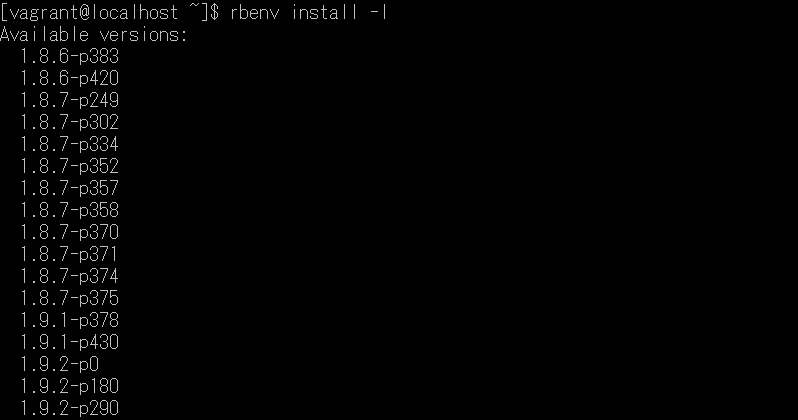 [vagrant@localhost ~]$ rbenv install -l
Available versions:
1.8.6-p383
1.8.6-p420
1.8.7-p249
1.8.7-p302
1.8.7-p334
1.8.7-p352
1.8.7-p357
1.8.7-p358
1.8.7-p370
1.8.7-p371
1.8.7-p374
1.8.7-p375
1.9.1-p378
1.9.1-p430
1.9.2-p0
1.9.2-p180
1.9.2-p290